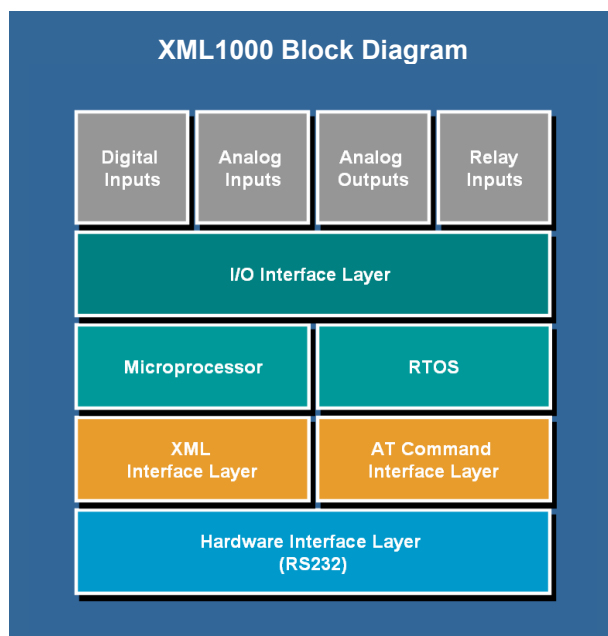 XML1000 Block Diagram
Digital
Inputs
Analog
Inputs
Analog
Outputs
Relay
Inputs
I/O Interface Layer
Microprocessor
RTOS
XML
Interface Layer
AT Command
Interface Layer
Hardware Interface Layer
(RS232)